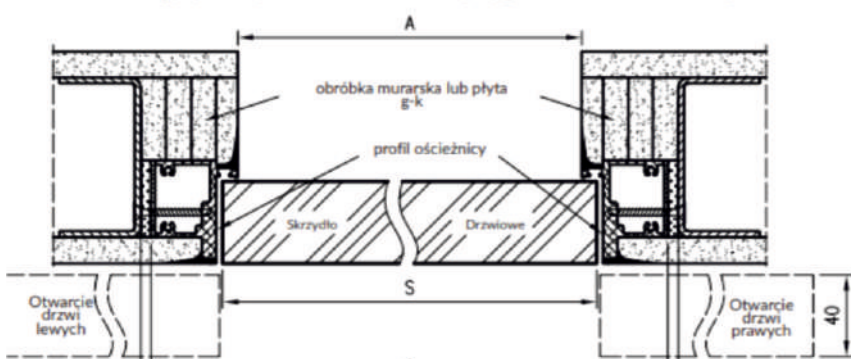 A
obróbka murarska lub płyta
g-k
profil ościeżnicy
Skrzydło
Drzwiowe
S
Otwarcie
drzwi
lewych
Otwarcie
drzwi
prawych
40